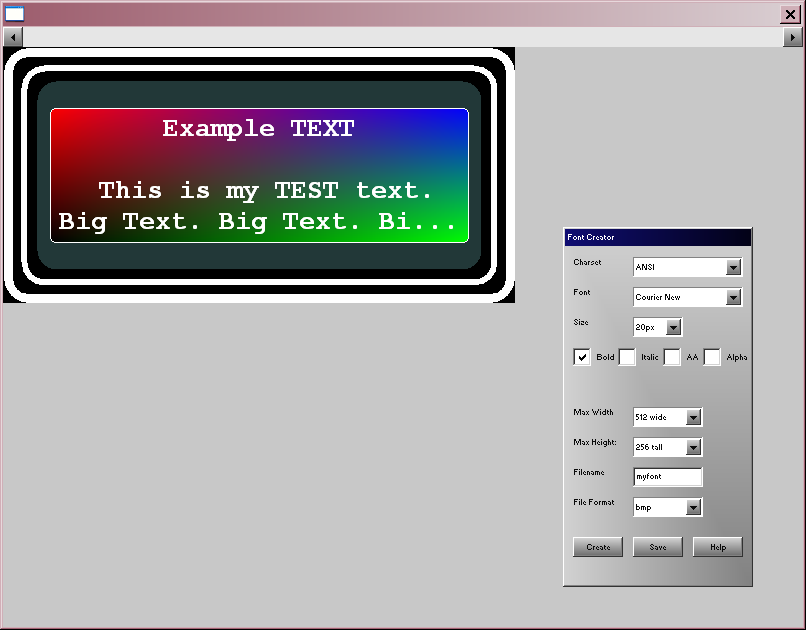 Example TEXT
This is my TEST text.
Big Text. Big Text. Bi...
Font Creator
Charset ANSI
Font Courier New
Size 20px
Bold Italic AA Alpha
Max Width 512 wide
Max Height: 256 tall
Filename myfont
File Format bmp
Create Save Help